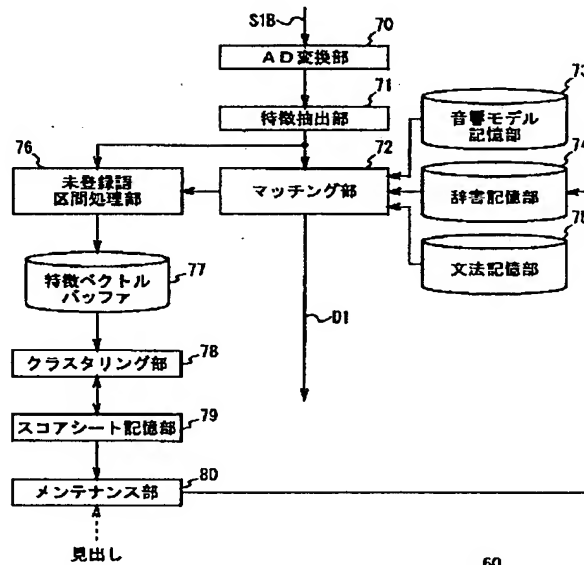 S1B
70
AD変換部
71
特徴抽出部
73
音響モデル
記憶部
76
72
74
未登録語
区間処理部
マッチング部
辞書記憶部
75
文法記憶部
77
特徴ベクトル
バッファ
D1
78
クラスタリング部
79
スコアシート記憶部
80
メンテナンス部
見出し
60